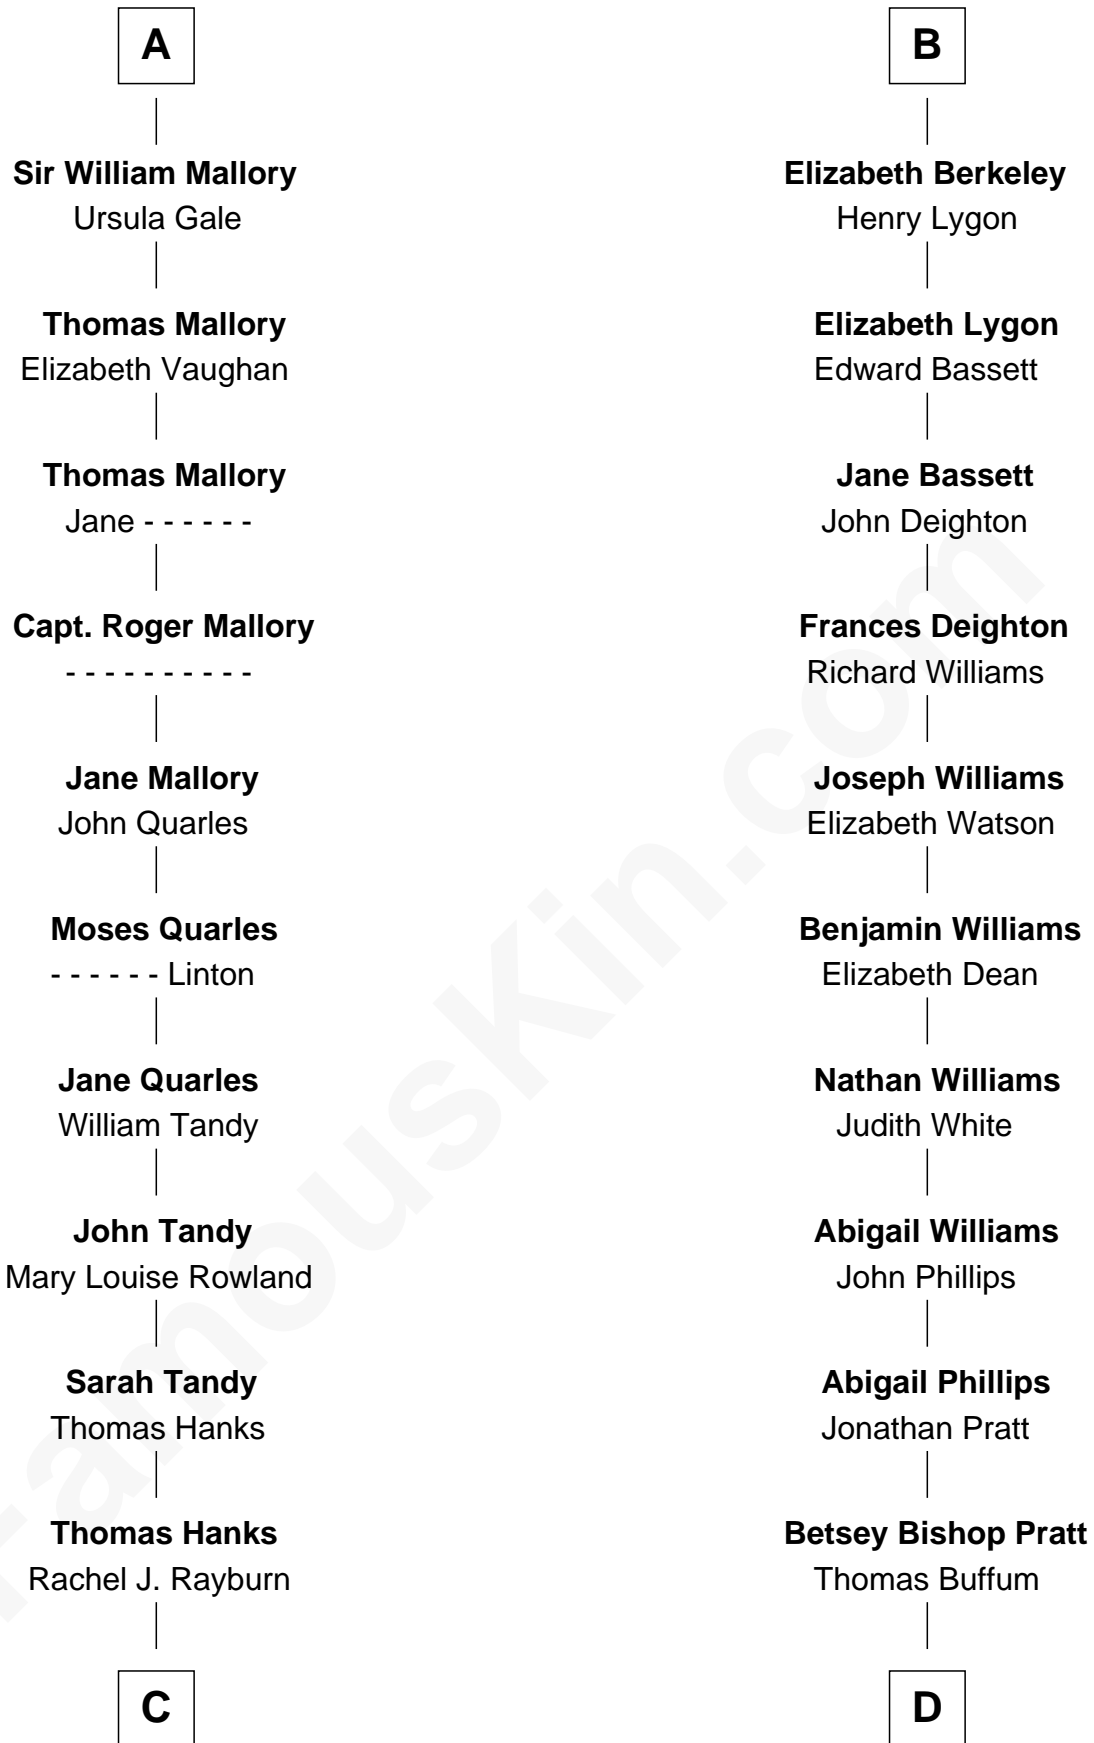 A
Sir William Mallory
Ursula Gale
Thomas Mallory
Elizabeth Vaughan
Thomas Mallory
Jane - - - - - -
Capt. Roger Mallory
- - - - - - - - - -
Jane Mallory
John Quarles
Moses Quarles
- - - - - - Linton
Jane Quarles
William Tandy
John Tandy
Mary Louise Rowland
Sarah Tandy
Thomas Hanks
Thomas Hanks
Rachel J. Rayburn
C
B
Elizabeth Berkeley
Henry Lygon
Elizabeth Lygon
Edward Bassett
Jane Bassett
John Deighton
Frances Deighton
Richard Williams
Joseph Williams
Elizabeth Watson
Benjamin Williams
Elizabeth Dean
Nathan Williams
Judith White
Abigail Williams
John Phillips
Abigail Phillips
Jonathan Pratt
Betsey Bishop Pratt
Thomas Buffum
D
FamousKin.com